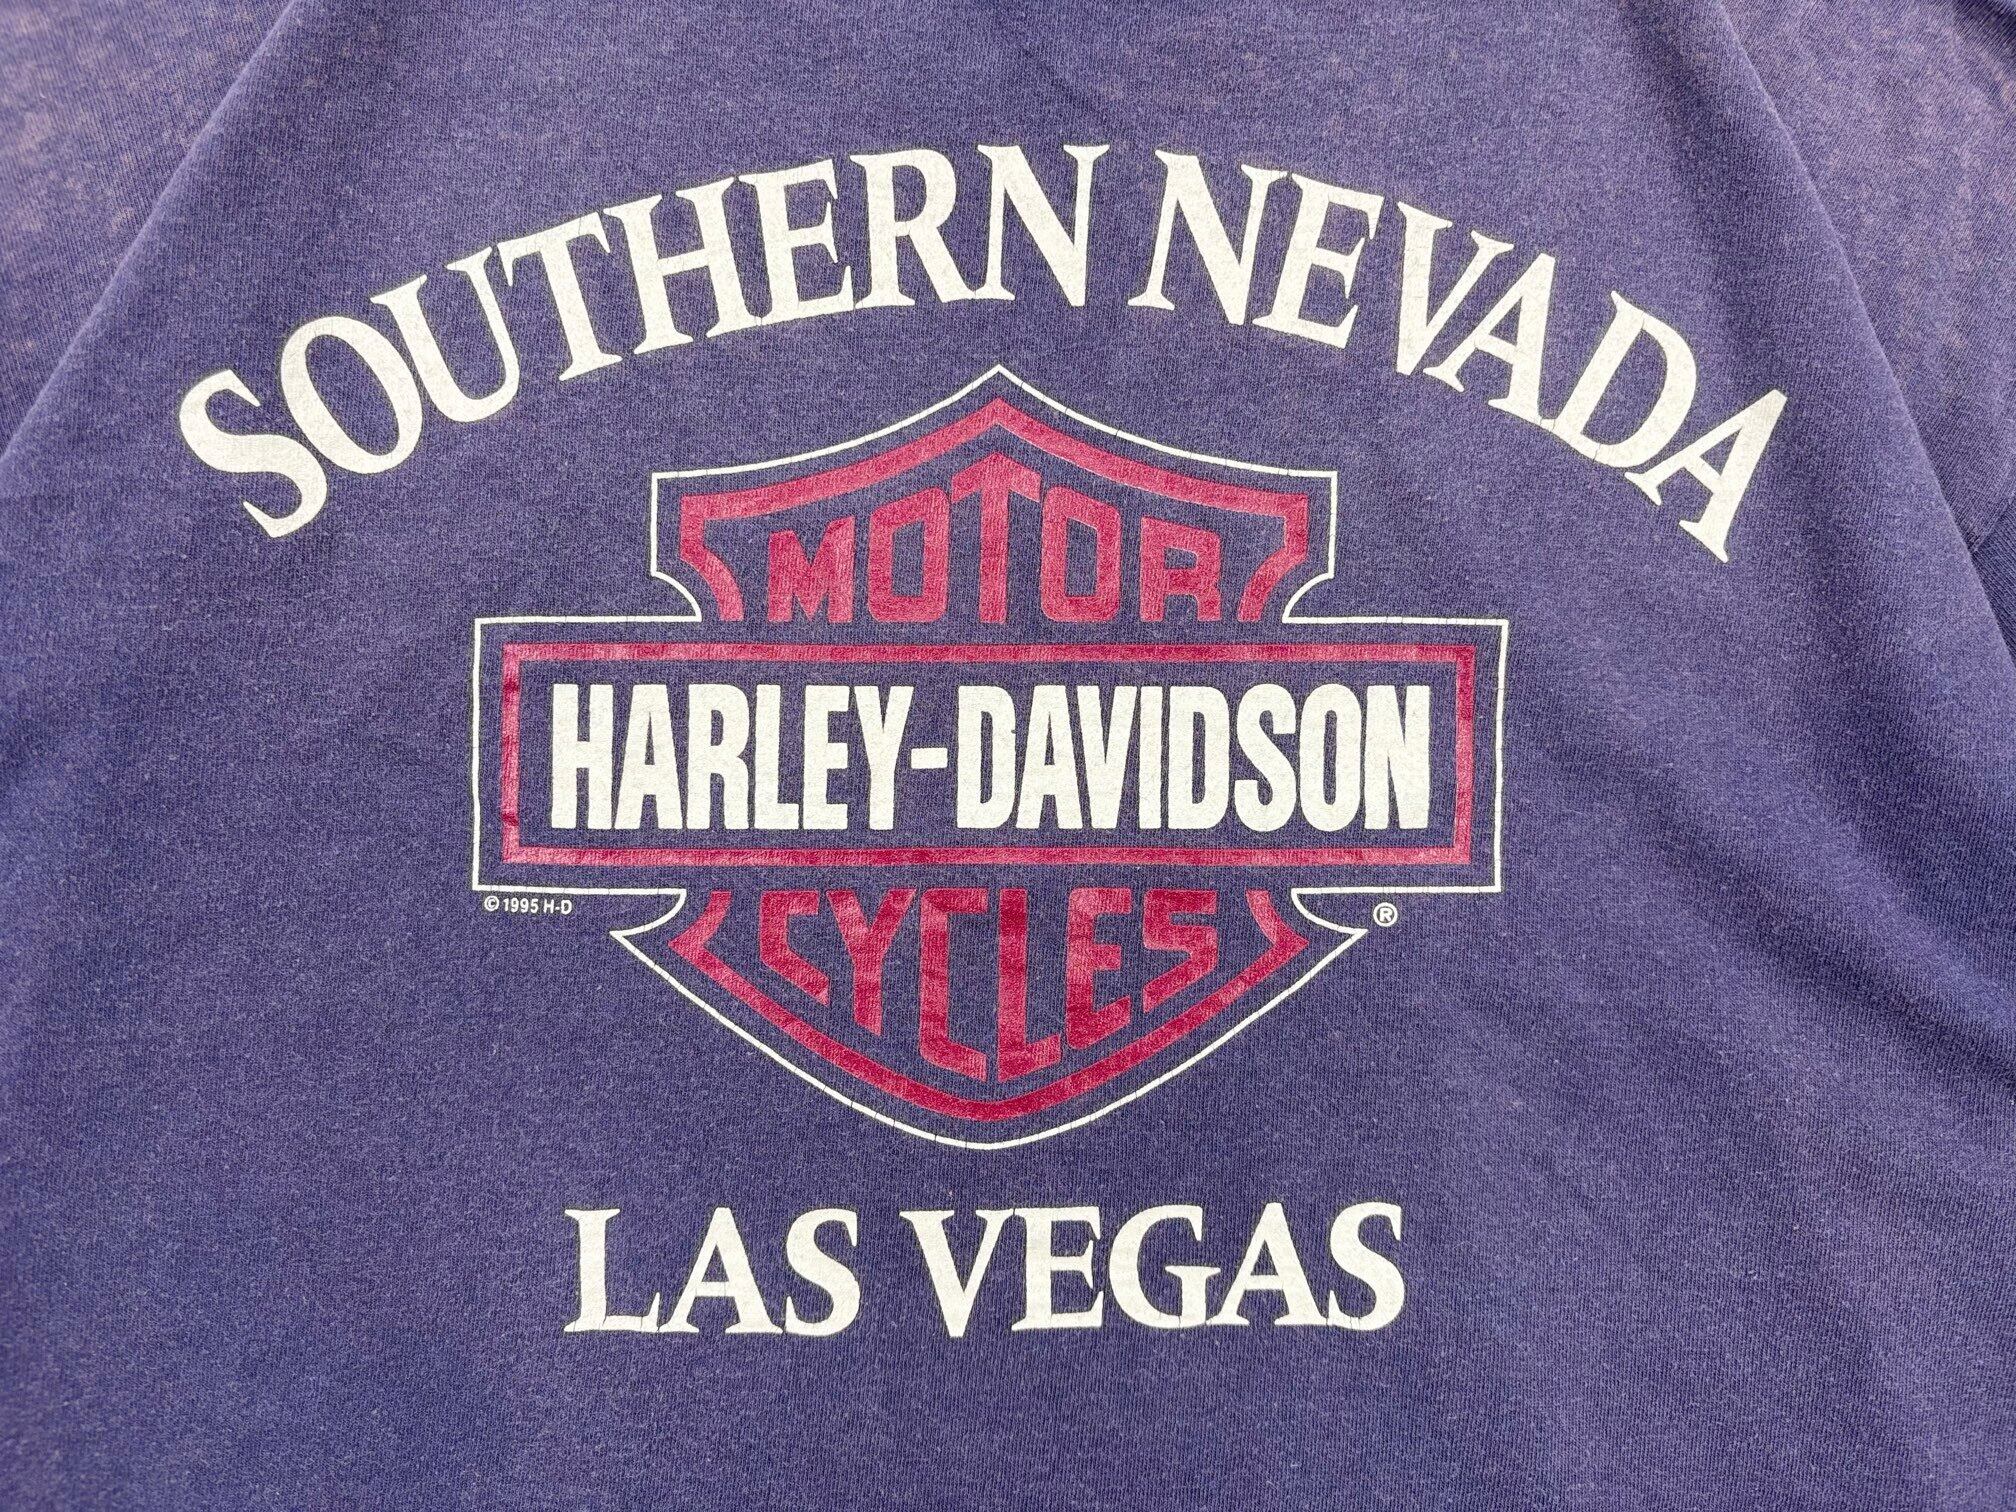 SOUTHERN NEVADA
MOTOR
HARLEY-DAVIDSON
CYCLES
© 1995 H-D
®
LAS VEGAS